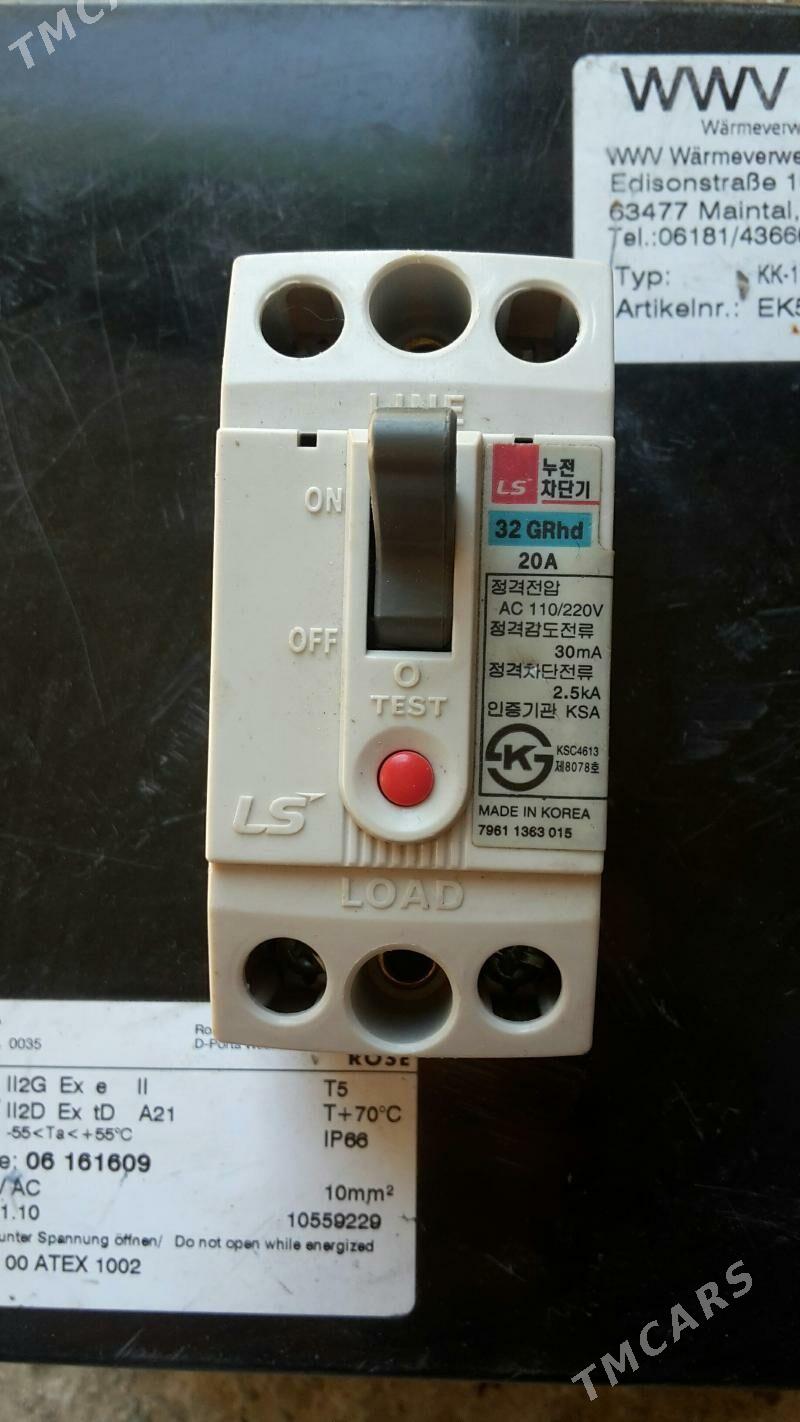 WWV
WWV Wärmeverwe
Edisonstraße
63477 Maintal,
Tel.:06181/43666
Typ: KK-1
Artikelnr.: EK5
LINE
ON
OFF
O
TEST
LS
LOAD
LS 누전
차단기
32 GRhd
20A
정격전압
AC 110/220V
정격감도전류
30mA
정격차단전류
2.5kA
인증기관 KSA
KSC4613
제8078호
MADE IN KOREA
7961 1363 015
0035
ROSE
II2G Ex e II T5
II2D Ex tD A21 T+70°C
-55<Ta<+55°C IP66
06 161609
AC 10mm²
1.10 10559229
unter Spannung öffnen/ Do not open while energized
00 ATEX 1002
TMCARS